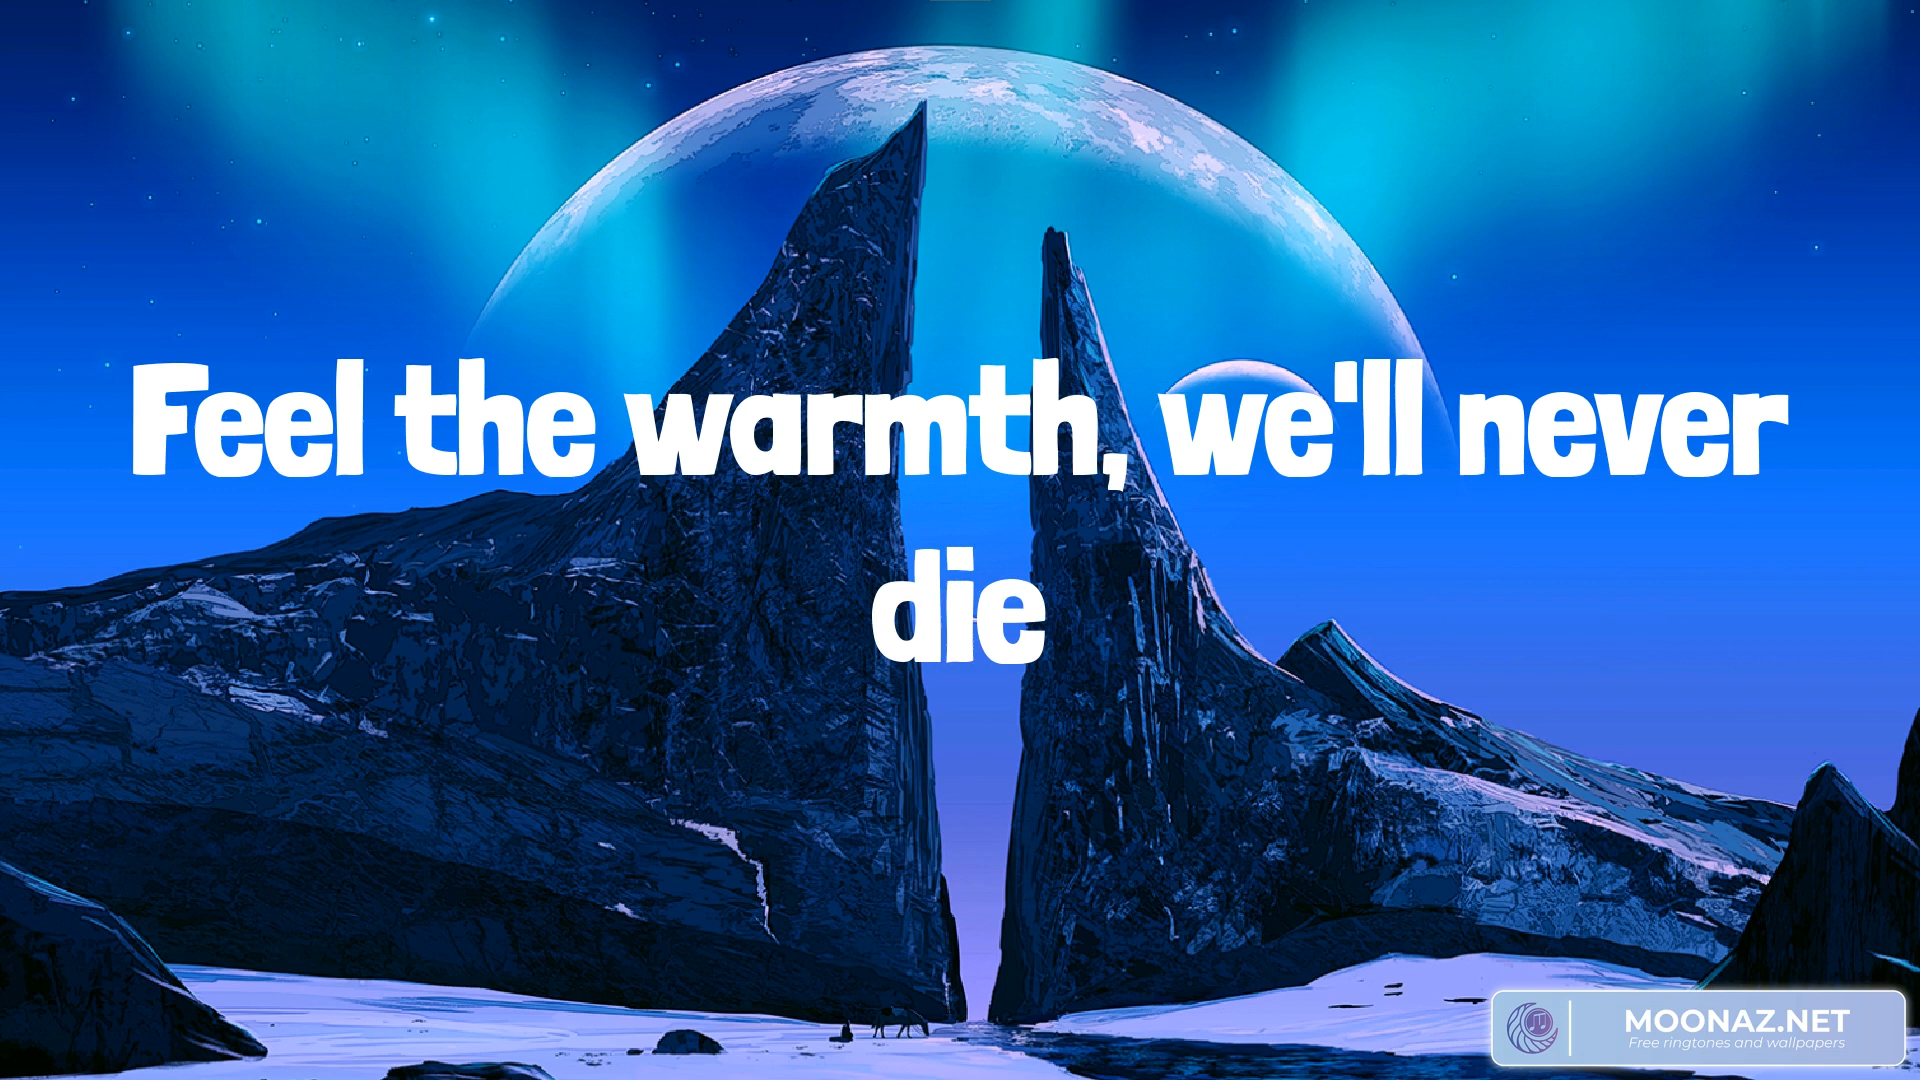 Feel the warmth, we'll never
die
MOONAZ.NET
Free ringtones and wallpapers